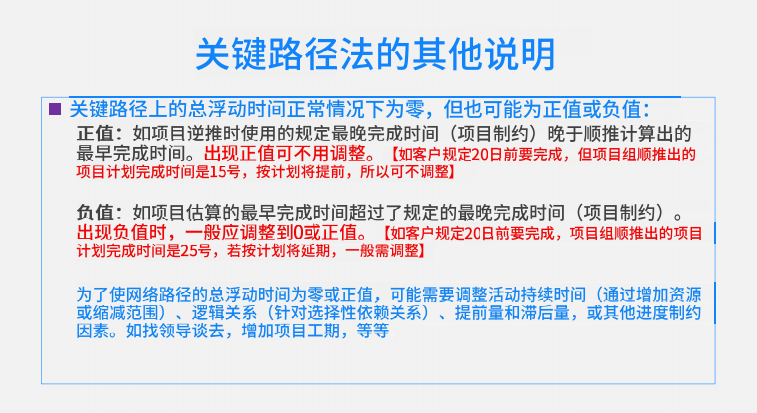 关键路径法的其他说明
关键路径上的总浮动时间正常情况下为零，但也可能为正值或负值：
正值：如项目逆推时使用的规定最晚完成时间（项目制约）晚于顺推计算出的
最早完成时间。出现正值可不用调整。【如客户规定20日前要完成，但项目组顺推出的
项目计划完成时间是15号，按计划将提前，所以可不调整】
负值：如项目估算的最早完成时间超过了规定的最晚完成时间（项目制约）。
出现负值时，一般应调整到0或正值。【如客户规定20日前要完成，项目组顺推出的项目
计划完成时间是25号，若按计划将延期，一般需调整】
为了使网络路径的总浮动时间为零或正值，可能需要调整活动持续时间（通过增加资源
或缩减范围）、逻辑关系（针对选择性依赖关系）、提前量和滞后量，或其他进度制约
因素。如找领导谈去，增加项目工期，等等